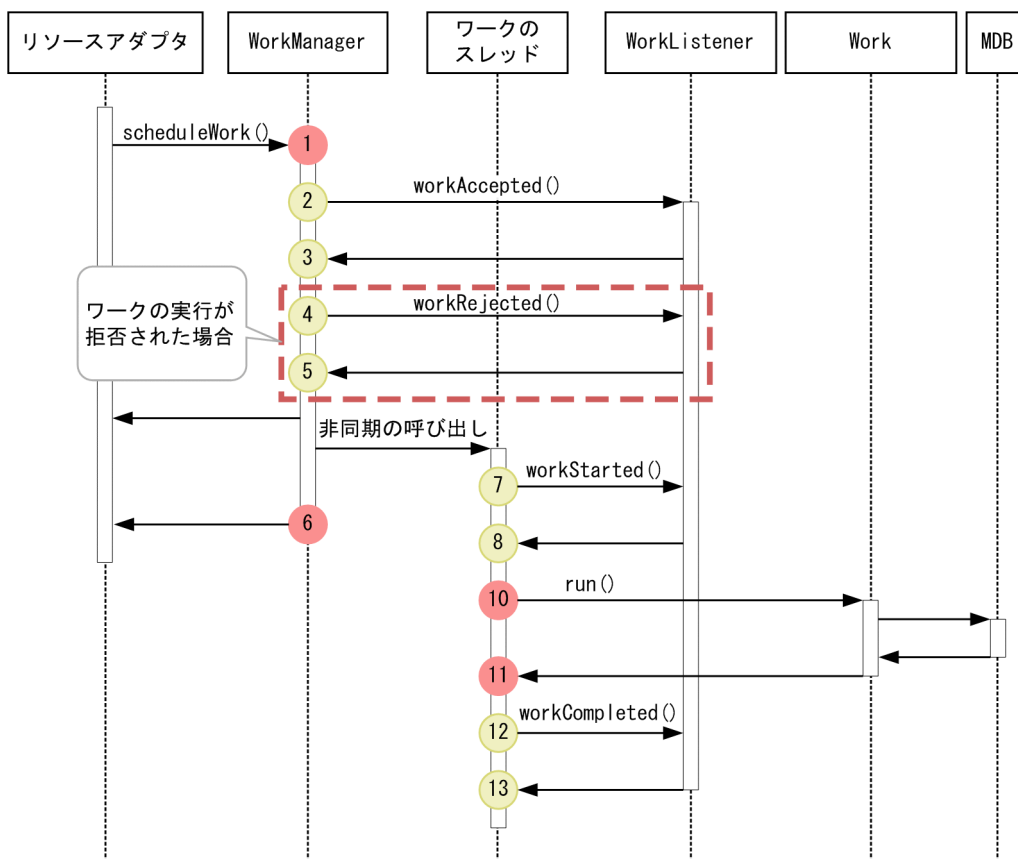 リソースアダプタ
WorkManager
ワークの
スレッド
WorkListener
Work
MDB
scheduleWork()
1
workAccepted()
2
3
ワークの実行が
拒否された場合
workRejected()
4
5
非同期の呼び出し
workStarted()
7
6
8
run()
10
11
workCompleted()
12
13